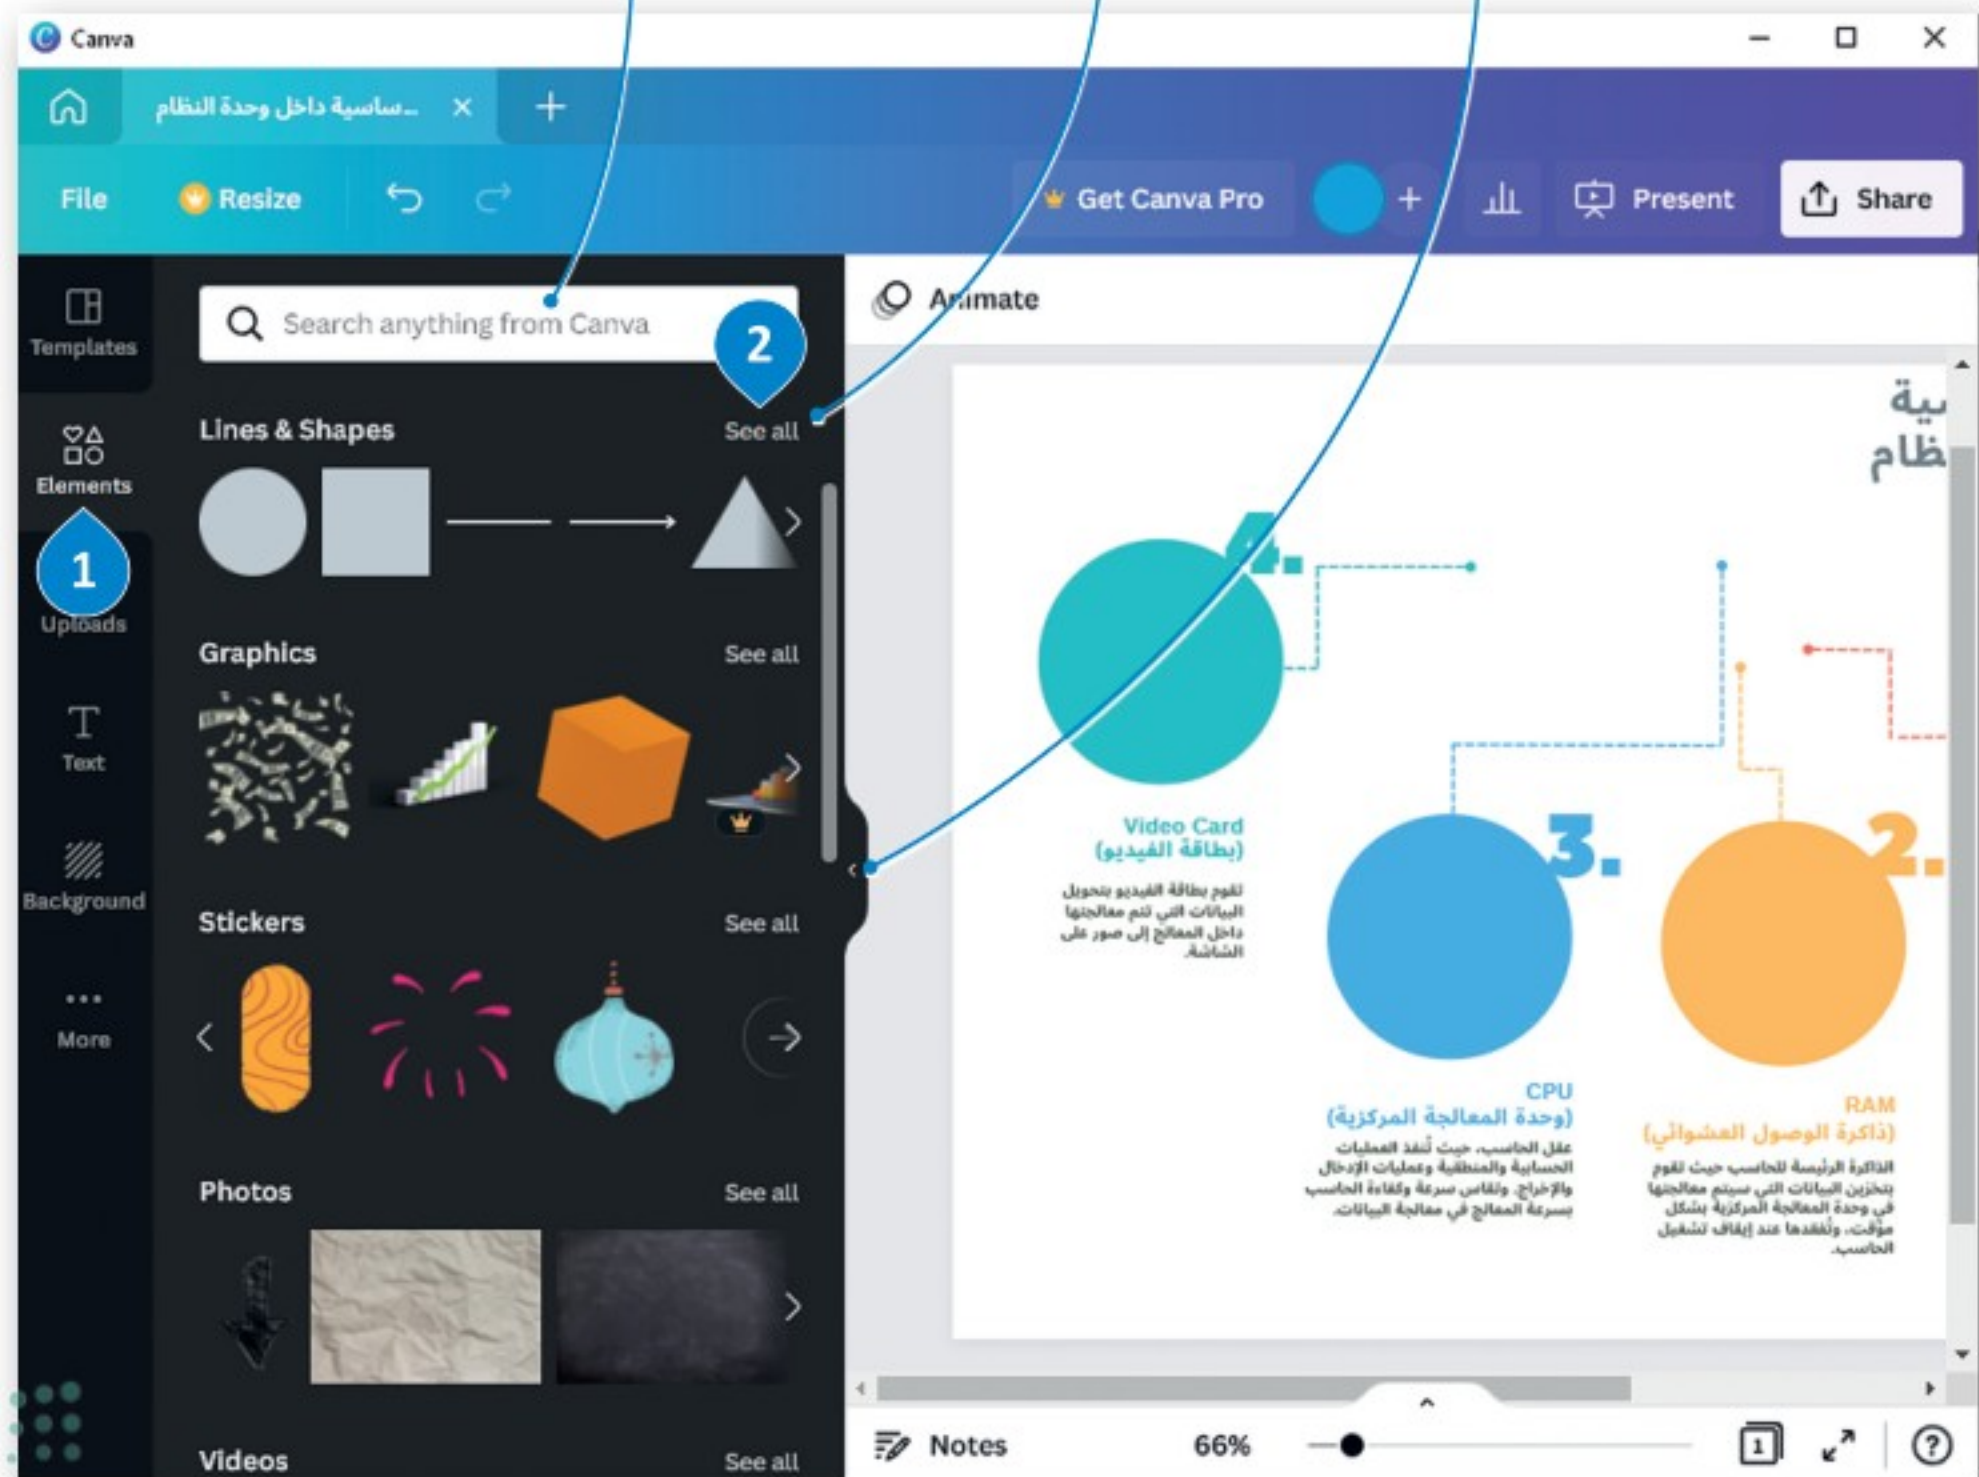 Canva
ـساسية داخل وحدة النظام
File
Resize
Get Canva Pro
Present
Share
Templates
Elements
1
Uploads
Text
Background
More
Search anything from Canva
2
Lines & Shapes
See all
Graphics
See all
Stickers
See all
Photos
See all
Videos
See all
Animate
سية
ظام
4.
Video Card
(بطاقة الفيديو)
تقوم بطاقة الفيديو بتحويل
البيانات التي تتم معالجتها
داخل المعالج إلى صور على
الشاشة.
3.
CPU
(وحدة المعالجة المركزية)
عقل الحاسب، حيث تُنفذ العمليات
الحسابية والمنطقية وعمليات الإدخال
والإخراج. وتقاس سرعة وكفاءة الحاسب
بسرعة المعالج في معالجة البيانات.
2.
RAM
(ذاكرة الوصول العشوائي)
الذاكرة الرئيسة للحاسب حيث تقوم
بتخزين البيانات التي سيتم معالجتها
في وحدة المعالجة المركزية بشكل
مؤقت، وتُفقدها عند إيقاف تشغيل
الحاسب.
Notes
66%
1
?